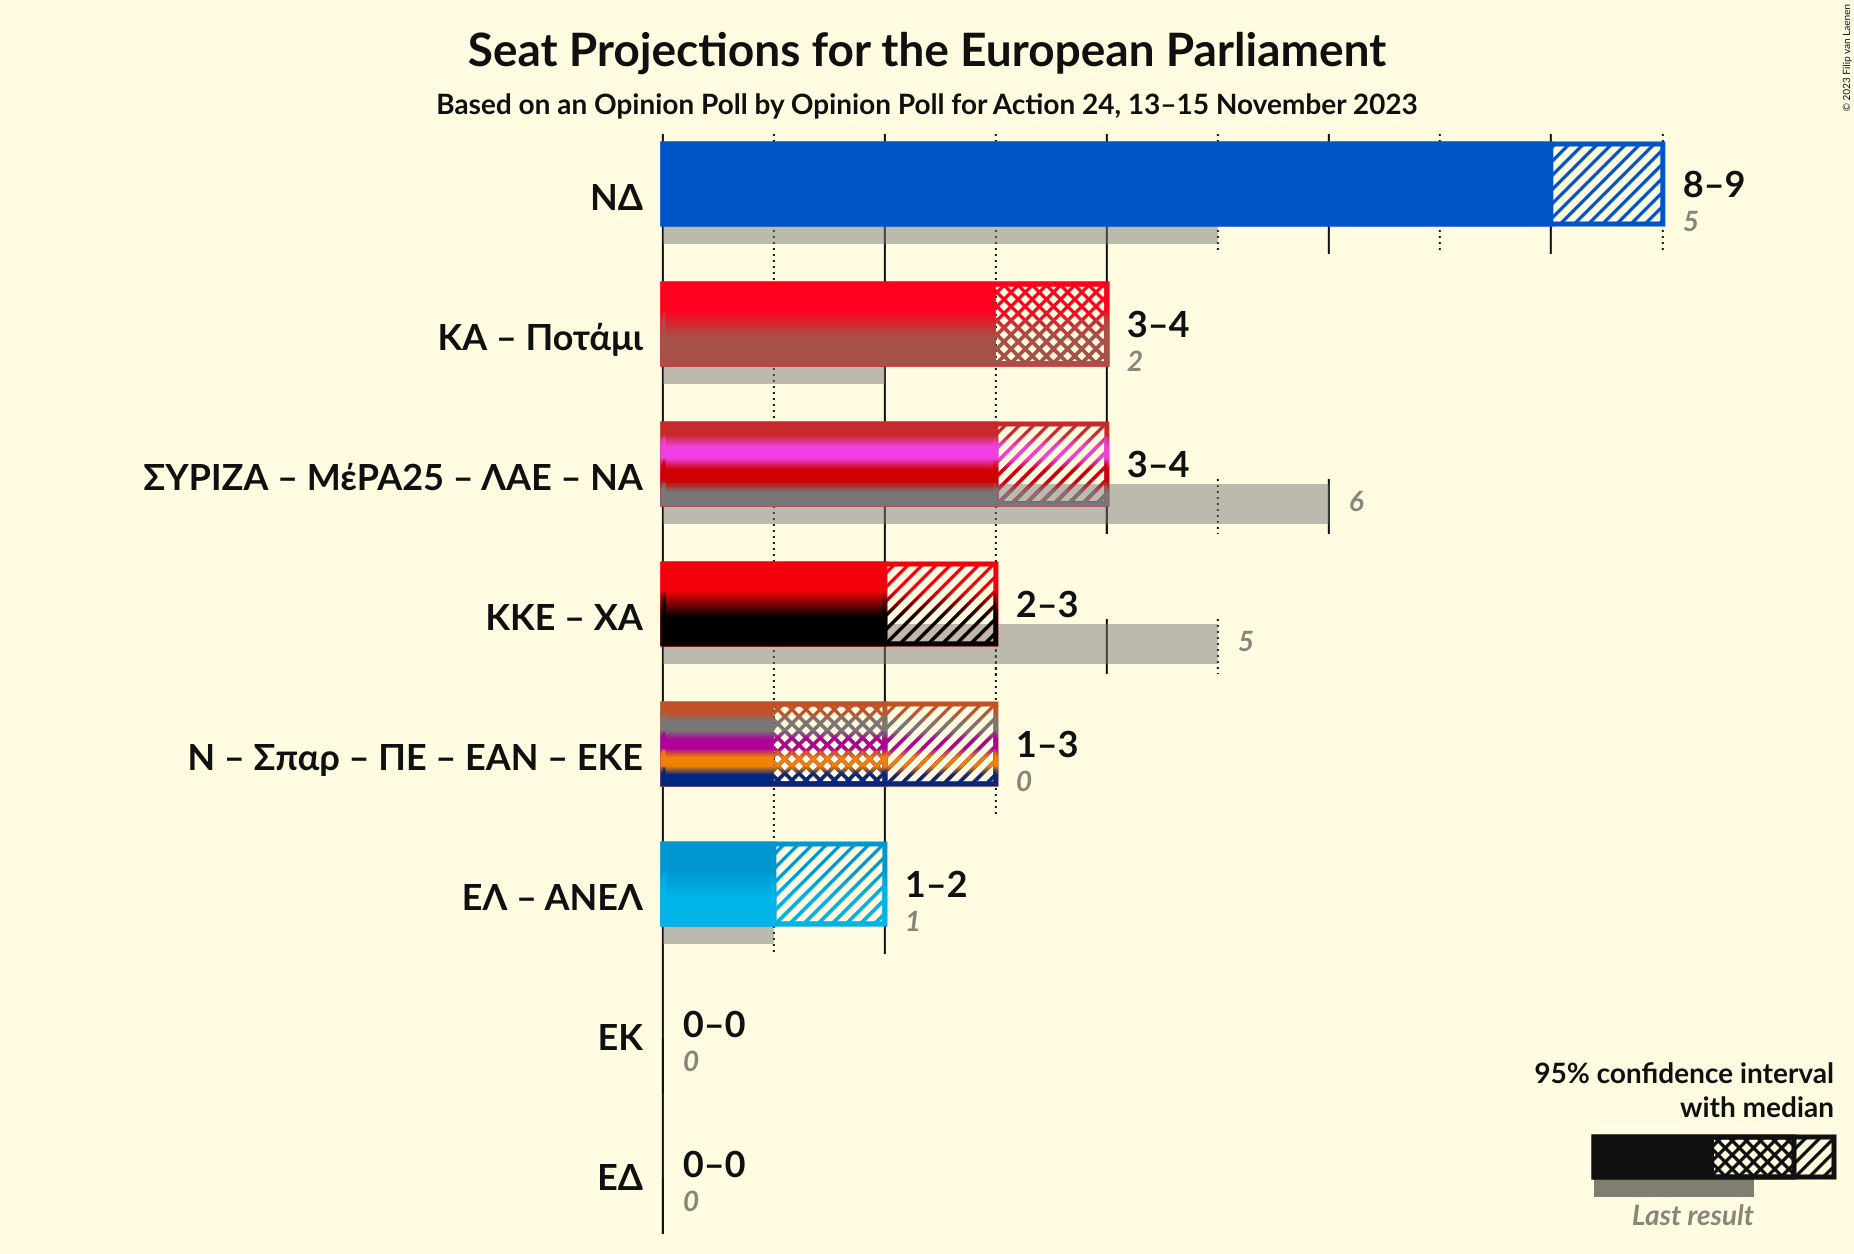 Seat Projections for the European Parliament
Based on an Opinion Poll by Opinion Poll for Action 24, 13–15 November 2023
© 2023 Filip van Laenen
ΝΔ
8–9
5
ΚΑ – Ποτάμι
3–4
2
ΣΥΡΙΖΑ – ΜέΡΑ25 – ΛΑΕ – ΝΑ
3–4
6
ΚΚΕ – ΧΑ
2–3
5
Ν – Σπαρ – ΠΕ – ΕΑΝ – ΕΚΕ
1–3
0
ΕΛ – ΑΝΕΛ
1–2
1
ΕΚ
0–0
0
ΕΔ
0–0
0
95% confidence interval
with median
Last result